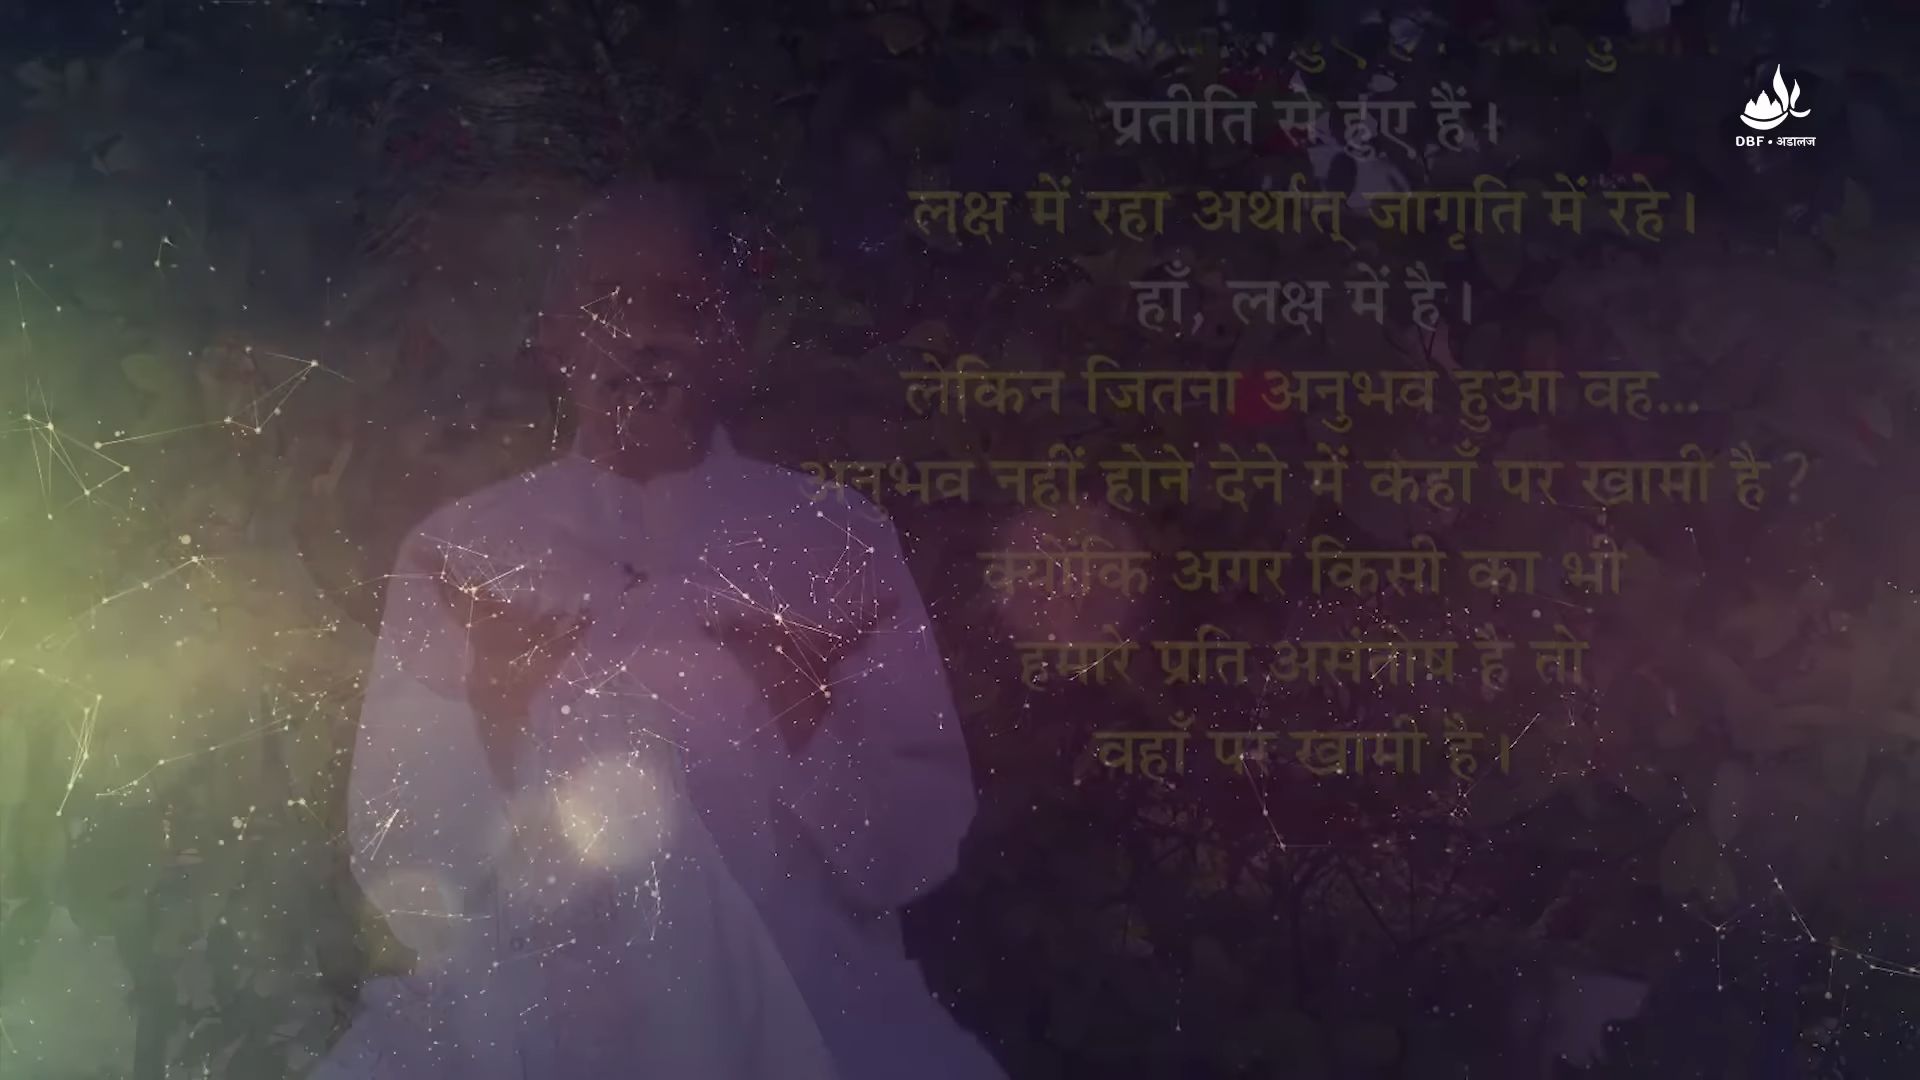 प्रतीति से हुए हैं।
लक्ष में रहा अर्थात् जागृति में रहे।
हाँ, लक्ष में है।
लेकिन जितना अनुभव हुआ वह...
अनुभव नहीं होने देने में कहाँ पर खामी है?
क्योंकि अगर किसी का भी
हमारे प्रति असंतोष है तो
वहाँ पर खामी है।
DBF • अडालज